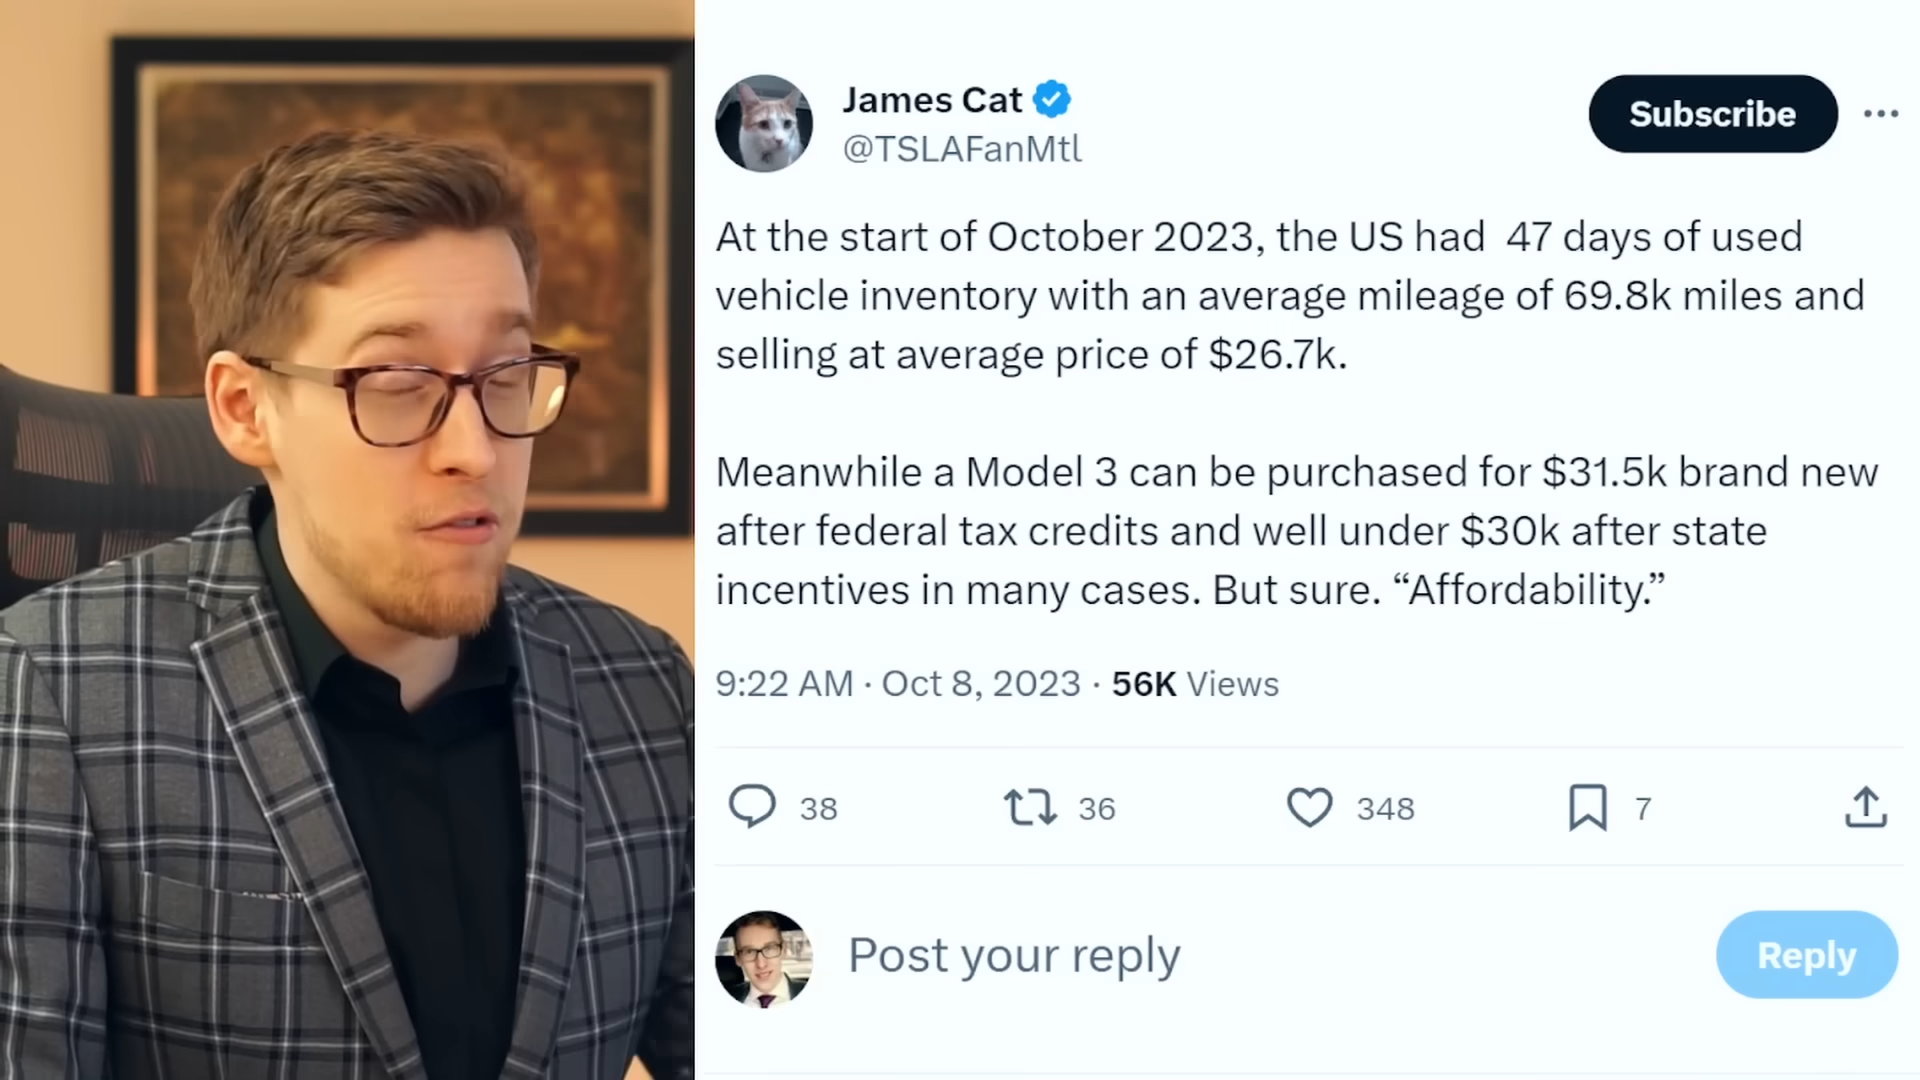 James Cat
@TSLAFanMtl
Subscribe
At the start of October 2023, the US had  47 days of used
vehicle inventory with an average mileage of 69.8k miles and
selling at average price of $26.7k.
Meanwhile a Model 3 can be purchased for $31.5k brand new
after federal tax credits and well under $30k after state
incentives in many cases. But sure. “Affordability.”
9:22 AM · Oct 8, 2023 · 56K Views
38 36 348 7
Post your reply
Reply